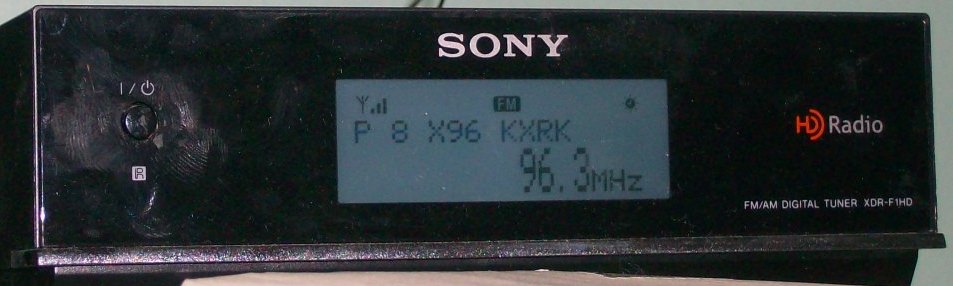 SONY
I/⏻
FM
P 8 X96 KXRK
96.3MHz
HD Radio
R
FM/AM DIGITAL TUNER XDR-F1HD